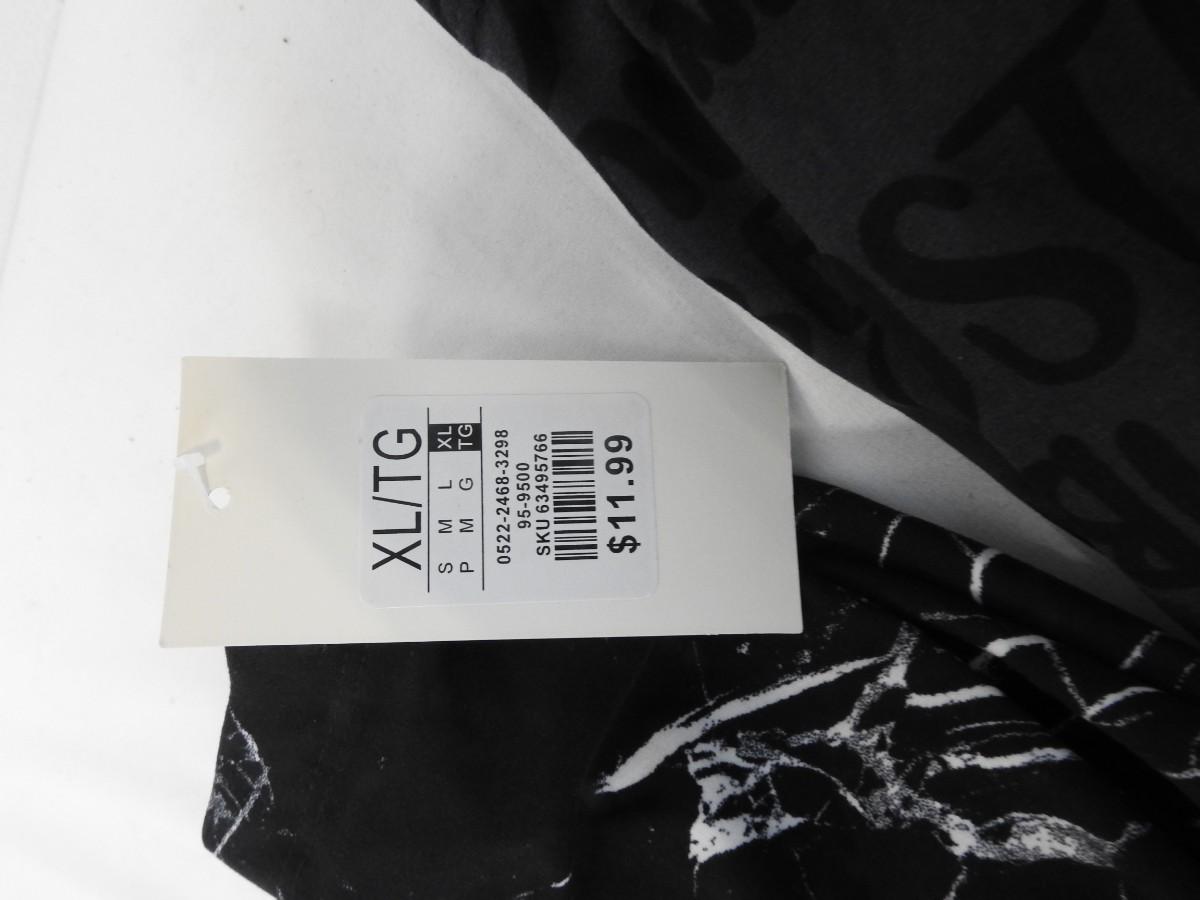 XL/TG
S M L XL
P M G TG
0522-2468-3298
95-9500
SKU 63495766
$11.99